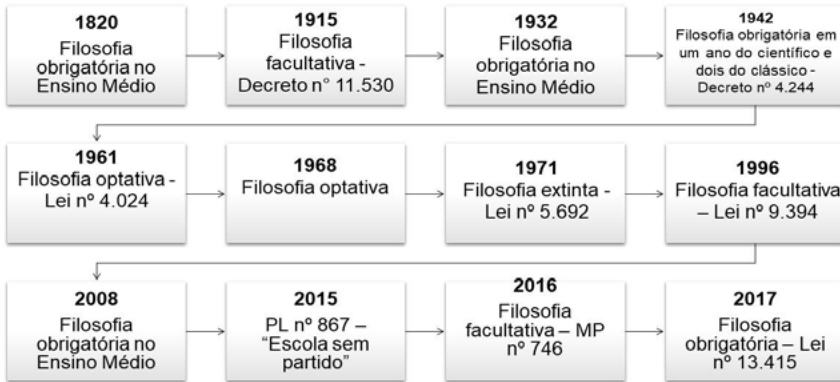 1820
Filosofia
obrigatória no
Ensino Médio
1915
Filosofia
facultativa -
Decreto n° 11.530
1932
Filosofia
obrigatória no
Ensino Médio
1942
Filosofia obrigatória em
um ano do científico e
dois do clássico -
Decreto nº 4.244
1961
Filosofia optativa -
Lei nº 4.024
1968
Filosofia optativa
1971
Filosofia extinta -
Lei nº 5.692
1996
Filosofia facultativa
– Lei nº 9.394
2008
Filosofia
obrigatória no
Ensino Médio
2015
PL nº 867 –
“Escola sem
partido”
2016
Filosofia
facultativa – MP
nº 746
2017
Filosofia
obrigatória – Lei
nº 13.415